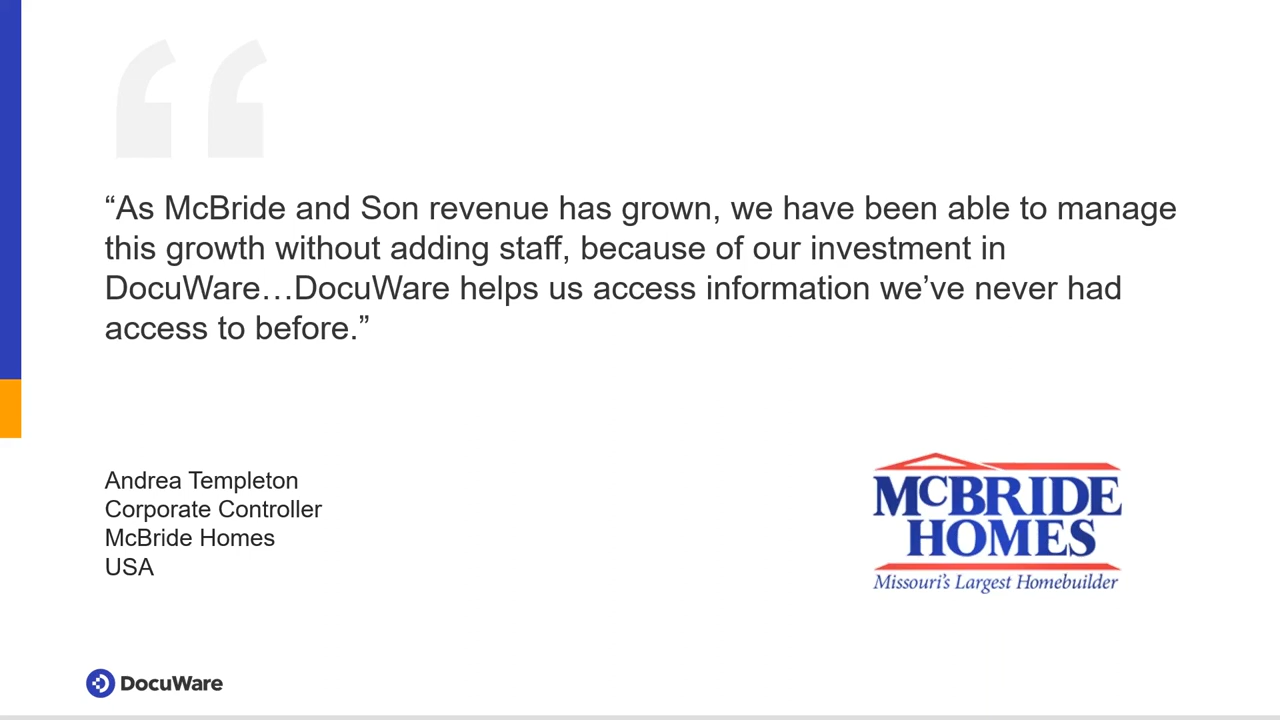 “As McBride and Son revenue has grown, we have been able to manage
this growth without adding staff, because of our investment in
DocuWare…DocuWare helps us access information we’ve never had
access to before.”
Andrea Templeton
Corporate Controller
McBride Homes
USA
McBRIDE
HOMES
Missouri's Largest Homebuilder
DocuWare